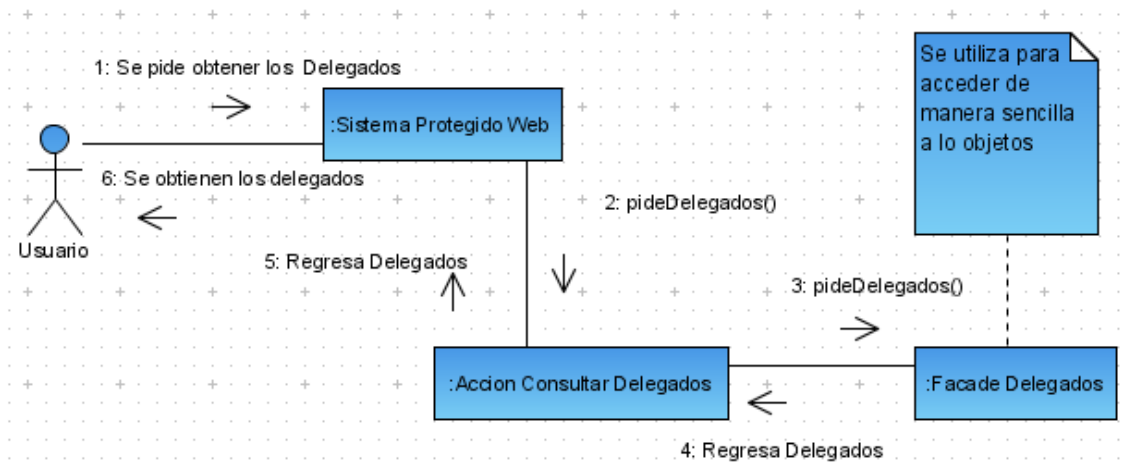 1: Se pide obtener los Delegados
:Sistema Protegido Web
Se utiliza para
acceder de
manera sencilla
a lo objetos
6: Se obtienen los delegados
Usuario
2: pideDelegados()
5: Regresa Delegados
3: pideDelegados()
:Accion Consultar Delegados
:Facade Delegados
4: Regresa Delegados